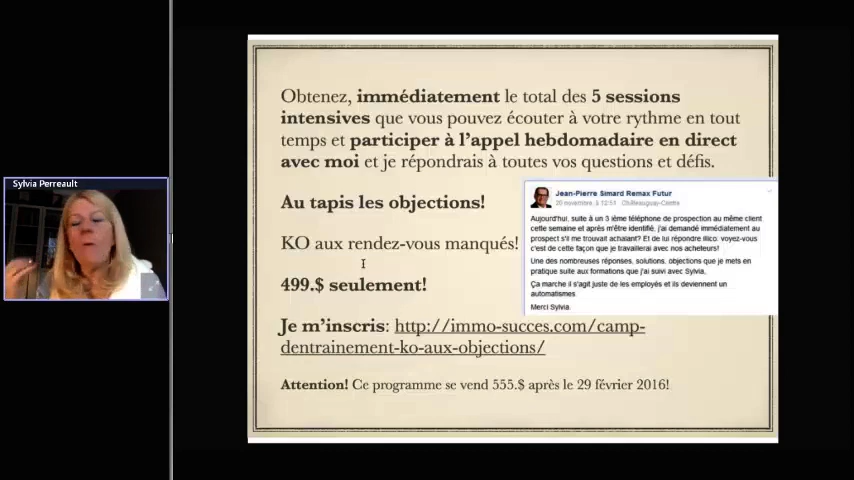 Sylvia Perreault
Obtenez, immédiatement le total des 5 sessions
intensives que vous pouvez écouter à votre rythme en tout
temps et participer à l'appel hebdomadaire en direct
avec moi et je répondrais à toutes vos questions et défis.
Au tapis les objections!
KO aux rendez-vous manqués!
499.$ seulement!
Je m'inscris: http://immo-succes.com/camp-
dentrainement-ko-aux-objections/
Attention! Ce programme se vend 555.$ après le 29 février 2016!
Jean-Pierre Simard Remax Futur
20 novembre, à 12:51 · Châteauguay-Centre
Aujourd'hui, suite à un 3 ième téléphone de prospection au même client
cette semaine et après m'être identifié, j'ai demandé immédiatement au
prospect s'il me trouvait achalant? Et de lui répondre illico: voyez-vous
c'est de cette façon que je travaillerai avec nos acheteurs!
Une des nombreuses réponses, solutions, objections que je mets en
pratique suite aux formations que j'ai suivi avec Sylvia,
Ça marche il s'agit juste de les employés et ils deviennent un
automatismes.
Merci Sylvia.